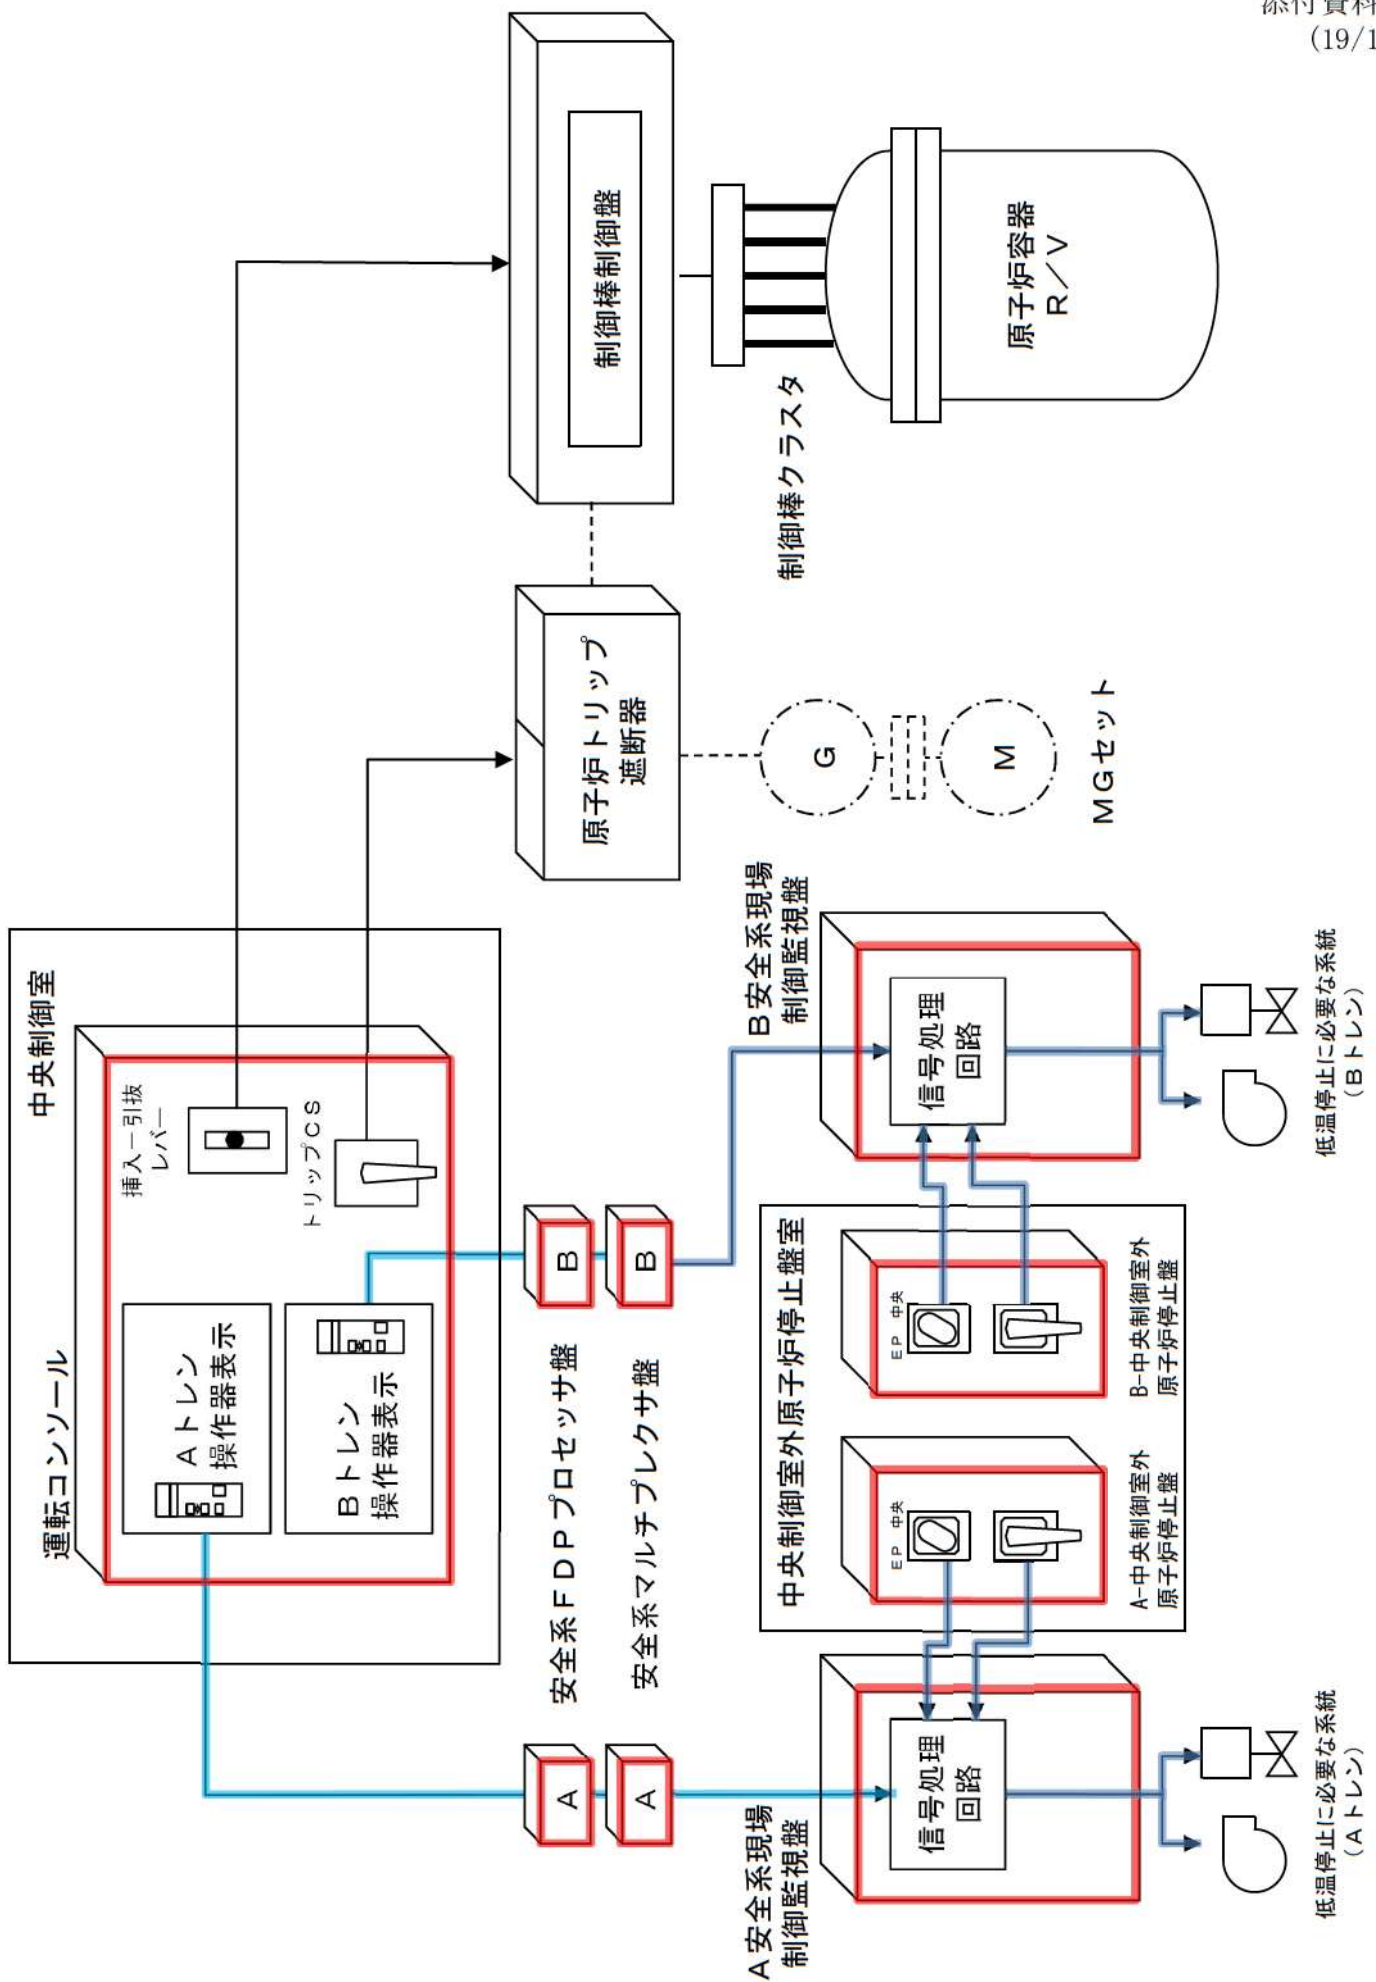 添付資料
(19/1
中央制御室
運転コンソール
Aトレン
操作器表示
Bトレン
操作器表示
挿入ー引抜
レバー
トリップCS
制御棒制御盤
原子炉トリップ
遮断器
制御棒クラスタ
原子炉容器
R/V
G
M
MGセット
安全系FDPプロセッサ盤
安全系マルチプレクサ盤
A
A
B
B
A安全系現場
制御監視盤
信号処理
回路
低温停止に必要な系統
(Aトレン)
中央制御室外原子炉停止盤室
EP 中央
A-中央制御室外
原子炉停止盤
EP 中央
B-中央制御室外
原子炉停止盤
B安全系現場
制御監視盤
信号処理
回路
低温停止に必要な系統
(Bトレン)